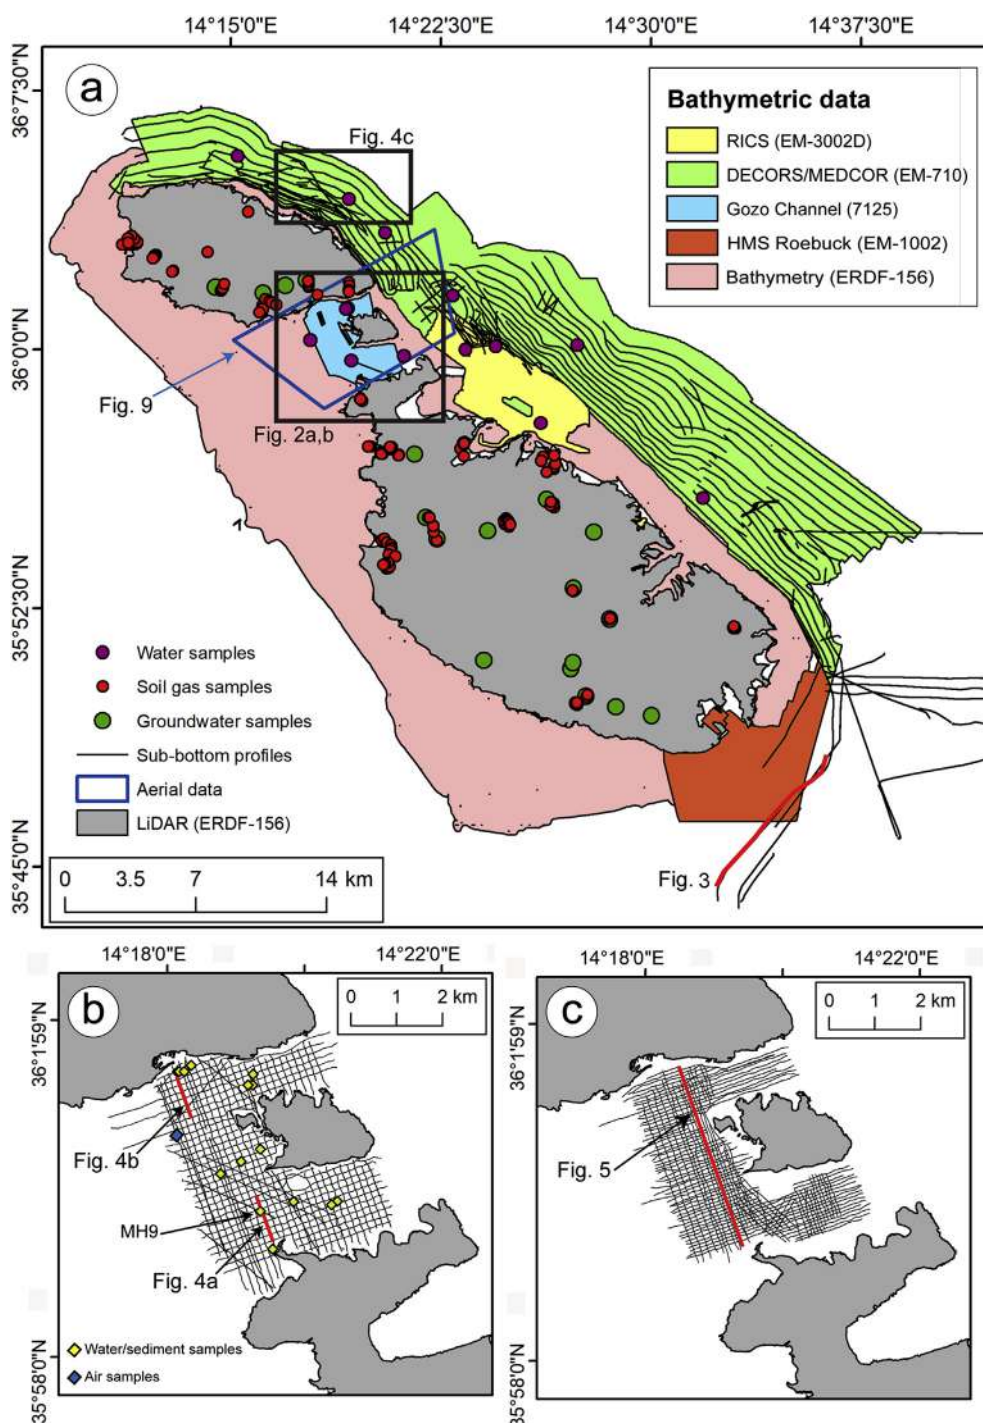 14°15'0"E
14°22'30"E
14°30'0"E
14°37'30"E
36°7'30"N
36°0'0"N
35°52'30"N
35°45'0"N
a
Fig. 4c
Bathymetric data
RICS (EM-3002D)
DECORS/MEDCOR (EM-710)
Gozo Channel (7125)
HMS Roebuck (EM-1002)
Bathymetry (ERDF-156)
Fig. 9
Fig. 2a,b
Water samples
Soil gas samples
Groundwater samples
Sub-bottom profiles
Aerial data
LiDAR (ERDF-156)
0 3.5 7 14 km
Fig. 3
14°18'0"E
14°22'0"E
36°1'59"N
35°58'0"N
b
0 1 2 km
Fig. 4b
MH9
Fig. 4a
Water/sediment samples
Air samples
14°18'0"E
14°22'0"E
36°1'59"N
35°58'0"N
c
0 1 2 km
Fig. 5